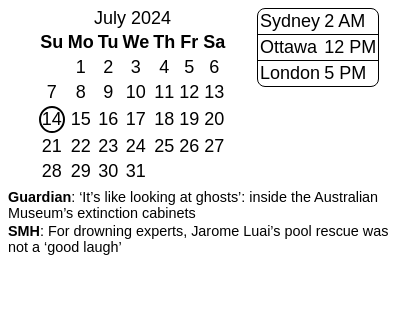 July 2024
Su Mo Tu We Th Fr Sa
1 2 3 4 5 6
7 8 9 10 11 12 13
14 15 16 17 18 19 20
21 22 23 24 25 26 27
28 29 30 31
Sydney 2 AM
Ottawa 12 PM
London 5 PM
Guardian: ‘It’s like looking at ghosts’: inside the Australian
Museum’s extinction cabinets
SMH: For drowning experts, Jarome Luai’s pool rescue was
not a ‘good laugh’